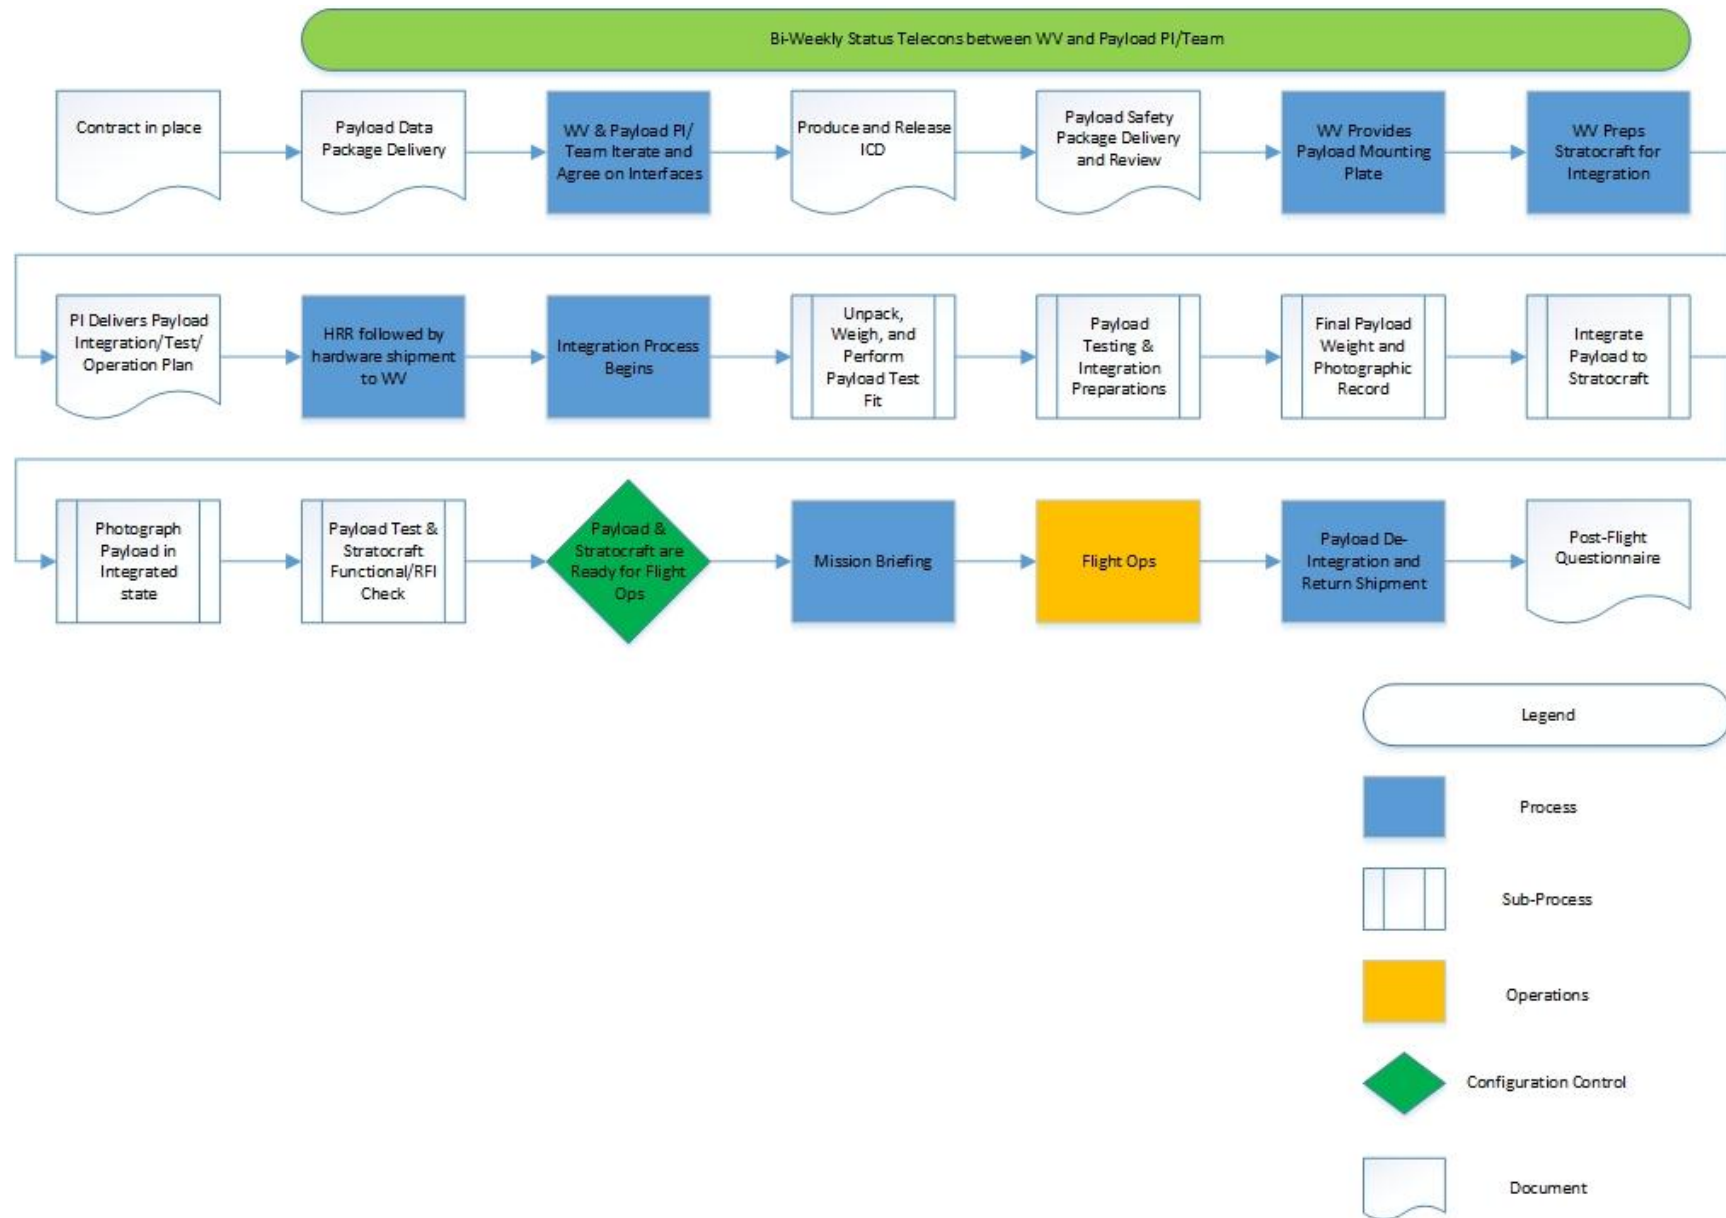 Bi-Weekly Status Telecons between WV and Payload PI/Team
Contract in place
Payload Data
Package Delivery
WV & Payload PI/
Team Iterate and
Agree on Interfaces
Produce and Release
ICD
Payload Safety
Package Delivery
and Review
WV Provides
Payload Mounting
Plate
WV Preps
Stratocraft for
Integration
PI Delivers Payload
Integration/Test/
Operation Plan
HRR followed by
hardware shipment
to WV
Integration Process
Begins
Unpack,
Weigh, and
Perform
Payload Test
Fit
Payload
Testing &
Integration
Preparations
Final Payload
Weight and
Photographic
Record
Integrate
Payload to
Stratocraft
Photograph
Payload in
Integrated
state
Payload Test &
Stratocraft
Functional/RFI
Check
Payload &
Stratocraft are
Ready for Flight
Ops
Mission Briefing
Flight Ops
Payload De-
Integration and
Return Shipment
Post-Flight
Questionnaire
Legend
Process
Sub-Process
Operations
Configuration Control
Document